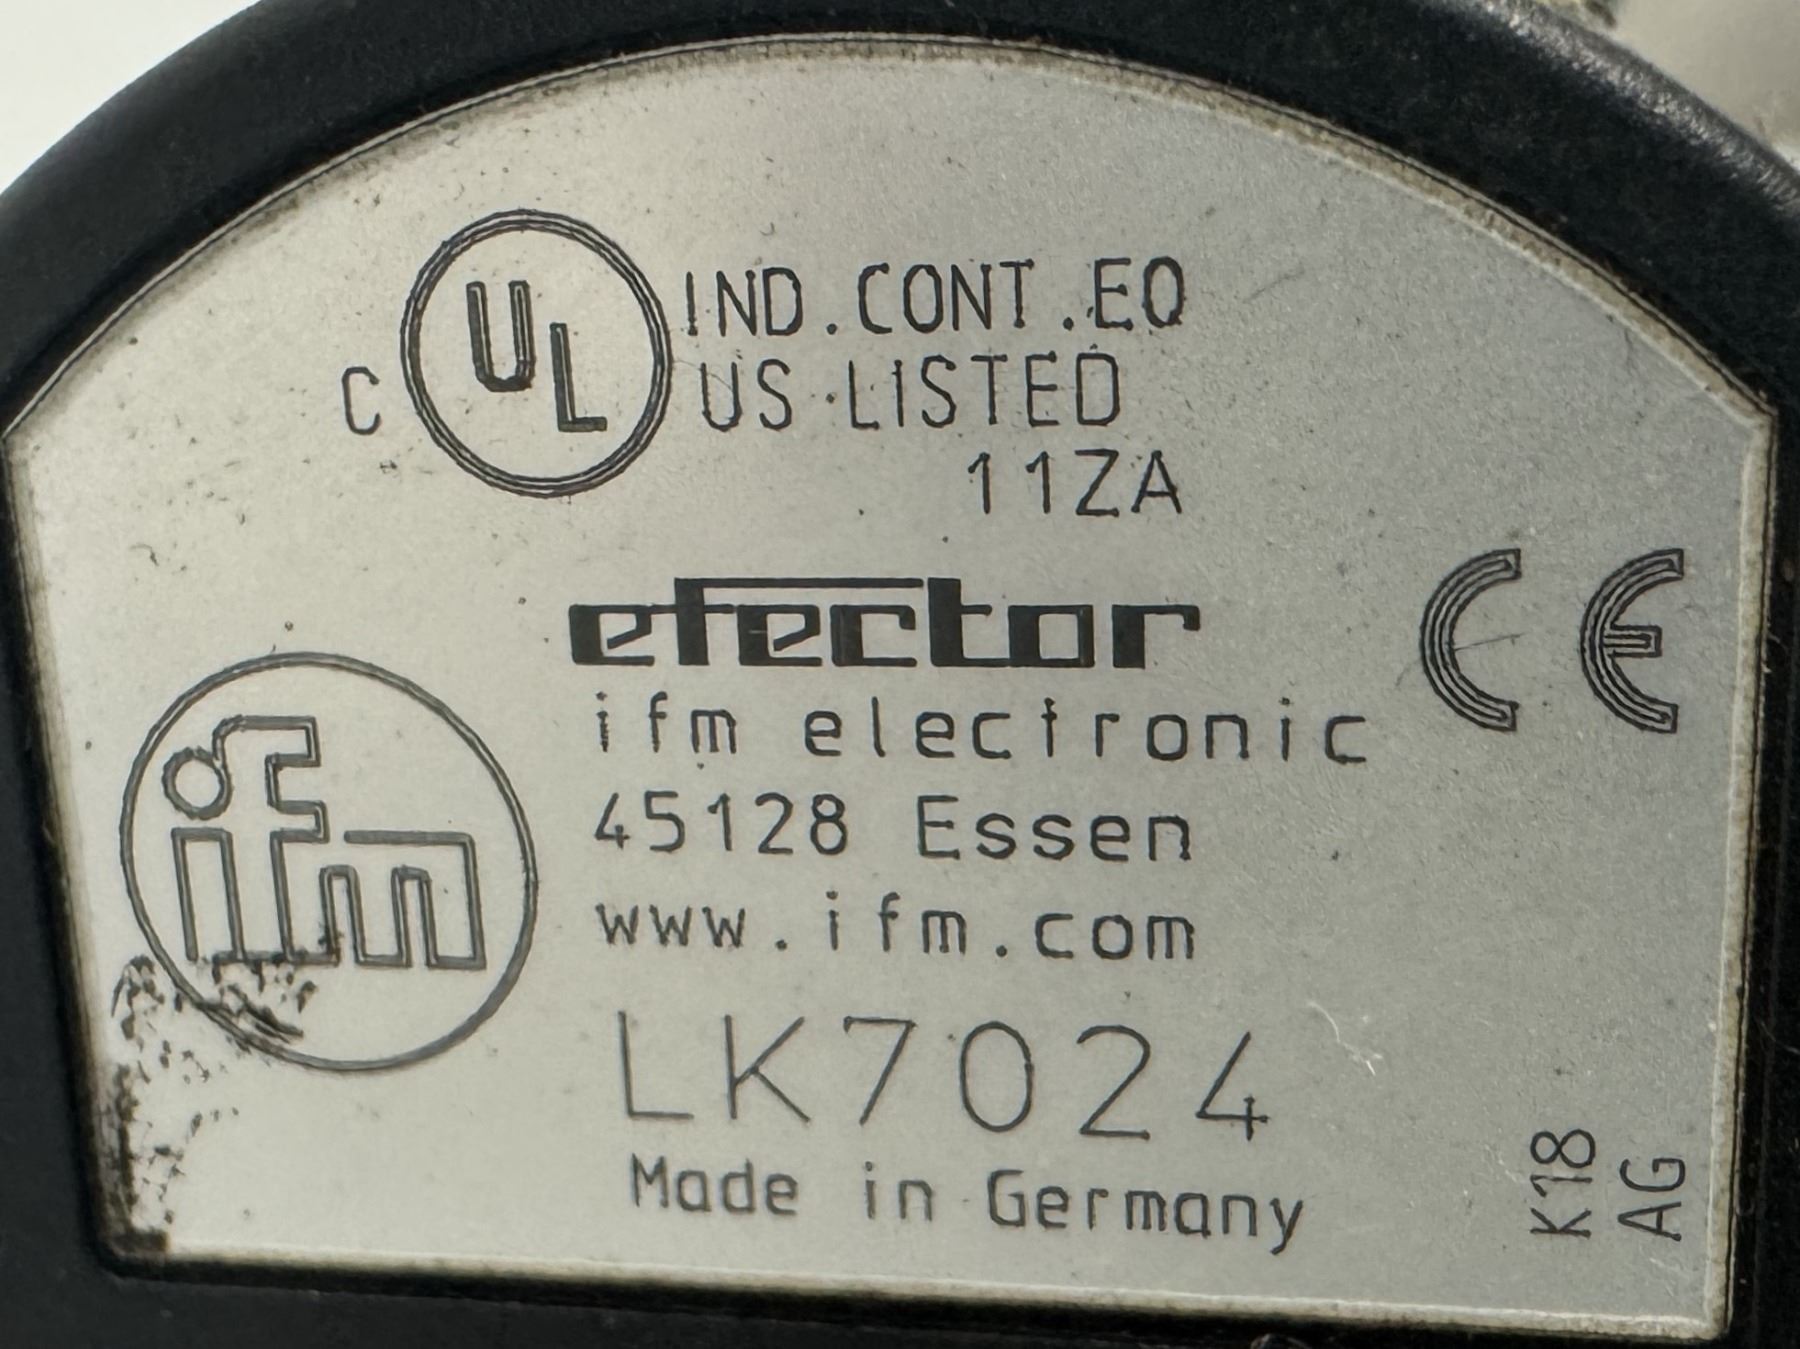 C UL IND.CONT.EQ
US LISTED
11ZA
efector
CE
ifm
ifm electronic
45128 Essen
www.ifm.com
LK7024
Made in Germany
K18
AG